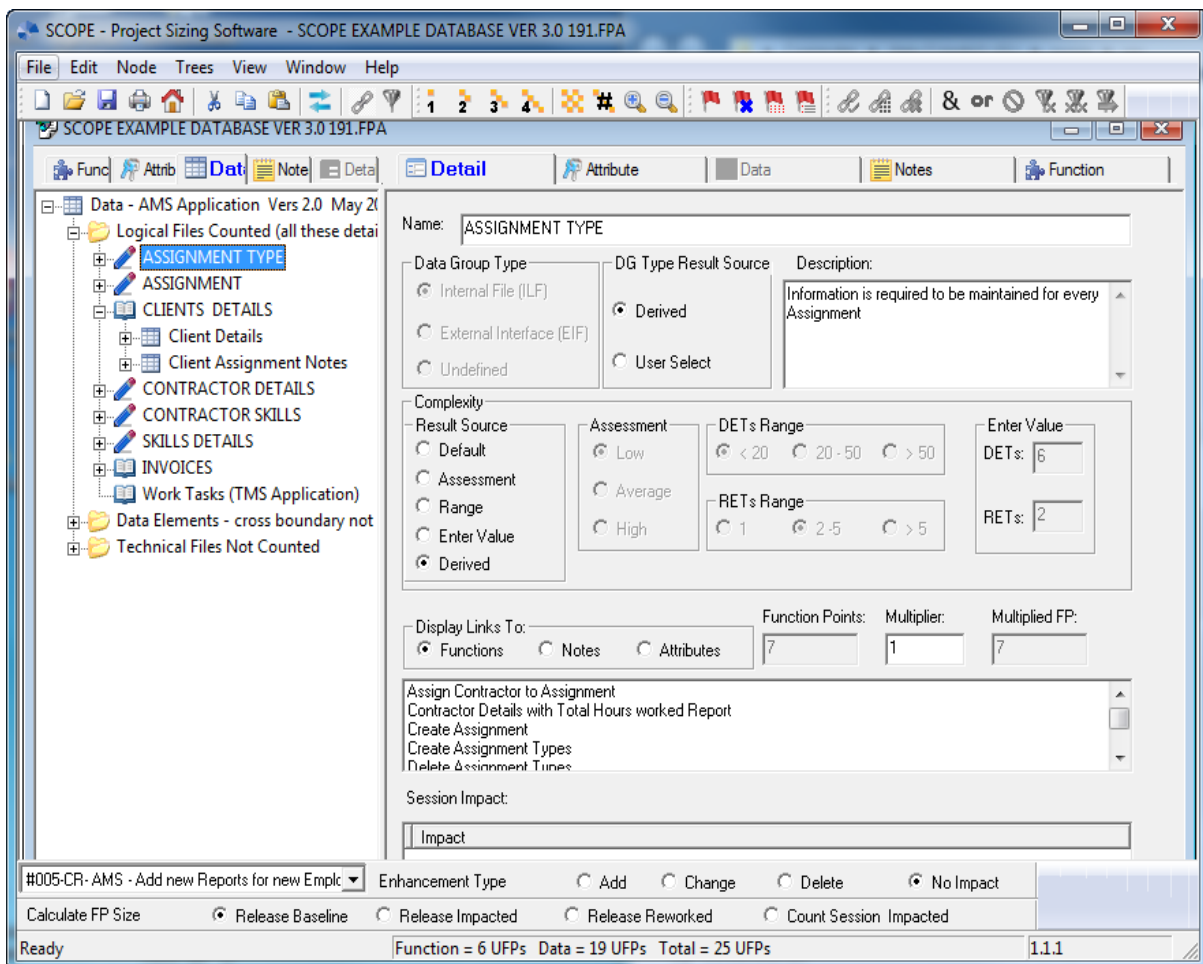 SCOPE - Project Sizing Software - SCOPE EXAMPLE DATABASE VER 3.0 191.FPA
File Edit Node Trees View Window Help
1 2 3 4 # & or
SCOPE EXAMPLE DATABASE VER 3.0 191.FPA
Func Attrib Dat Note Deta
Detail Attribute Data Notes Function
Data - AMS Application Vers 2.0 May 20
Logical Files Counted (all these detai
ASSIGNMENT TYPE
ASSIGNMENT
CLIENTS DETAILS
Client Details
Client Assignment Notes
CONTRACTOR DETAILS
CONTRACTOR SKILLS
SKILLS DETAILS
INVOICES
Work Tasks (TMS Application)
Data Elements - cross boundary not
Technical Files Not Counted
Name: ASSIGNMENT TYPE
Data Group Type
Internal File (ILF)
External Interface (EIF)
Undefined
DG Type Result Source
Derived
User Select
Description:
Information is required to be maintained for every
Assignment
Complexity
Result Source
Default
Assessment
Range
Enter Value
Derived
Assessment
Low
Average
High
DETs Range
< 20 20 - 50 > 50
RETs Range
1 2 -5 > 5
Enter Value
DETs: 6
RETs: 2
Display Links To:
Functions Notes Attributes
Function Points: Multiplier: Multiplied FP:
7 1 7
Assign Contractor to Assignment
Contractor Details with Total Hours worked Report
Create Assignment
Create Assignment Types
Delete Assignment Types
Session Impact:
Impact
#005-CR- AMS - Add new Reports for new Emplo Enhancement Type Add Change Delete No Impact
Calculate FP Size Release Baseline Release Impacted Release Reworked Count Session Impacted
Ready Function = 6 UFPs Data = 19 UFPs Total = 25 UFPs 1.1.1